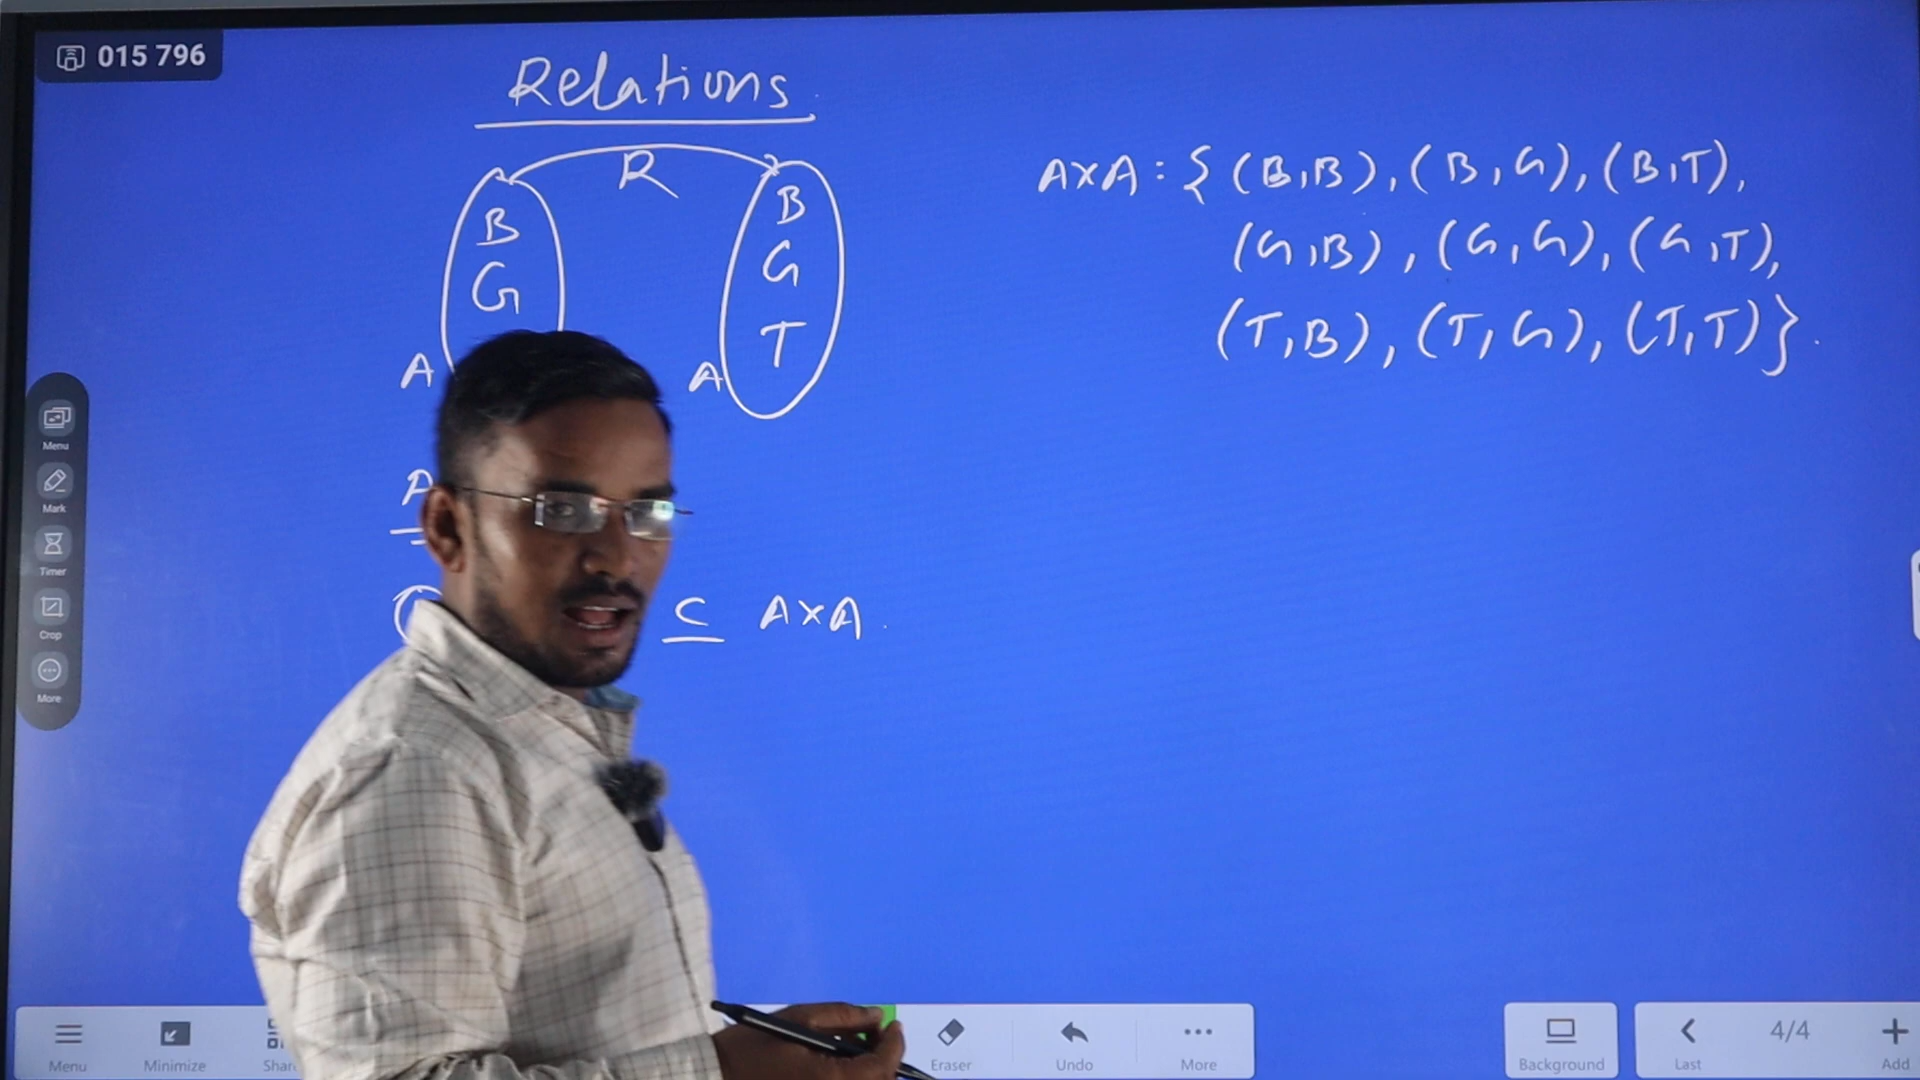 015 796
Relations
R
B
G
A
B
G
T
A
A×A : {(B,B), (B,G), (B,T),
(G,B), (G,G), (G,T),
(T,B), (T,G), (T,T)}.
⊆ A×A.
Menu
Mark
Timer
Crop
More
Menu
Minimize
Eraser
Undo
More
Background
Last
4/4
Add